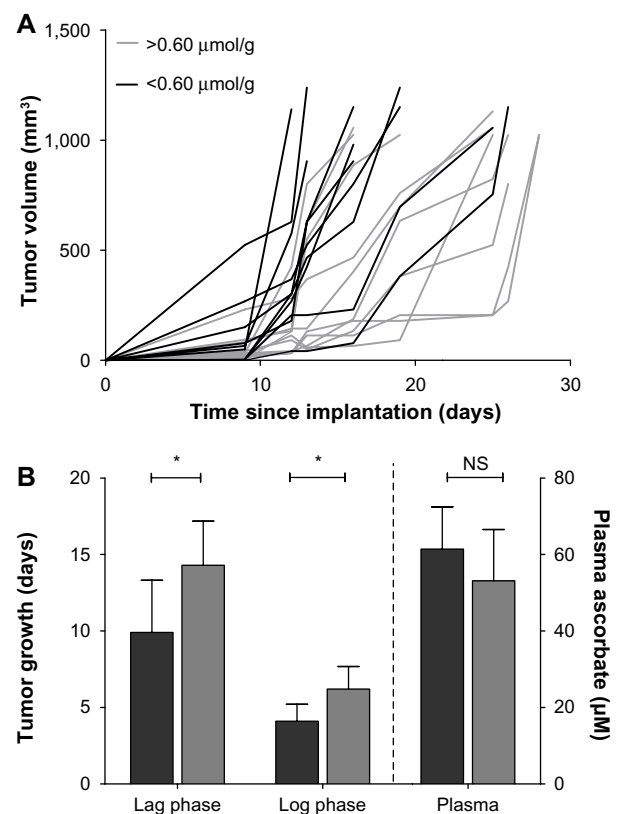 A
1,500
1,000
500
0
Tumor volume (mm³)
>0.60 μmol/g
<0.60 μmol/g
0 10 20 30
Time since implantation (days)
B
20
15
10
5
0
Tumor growth (days)
* * NS
80
60
40
20
0
Plasma ascorbate (μM)
Lag phase Log phase Plasma